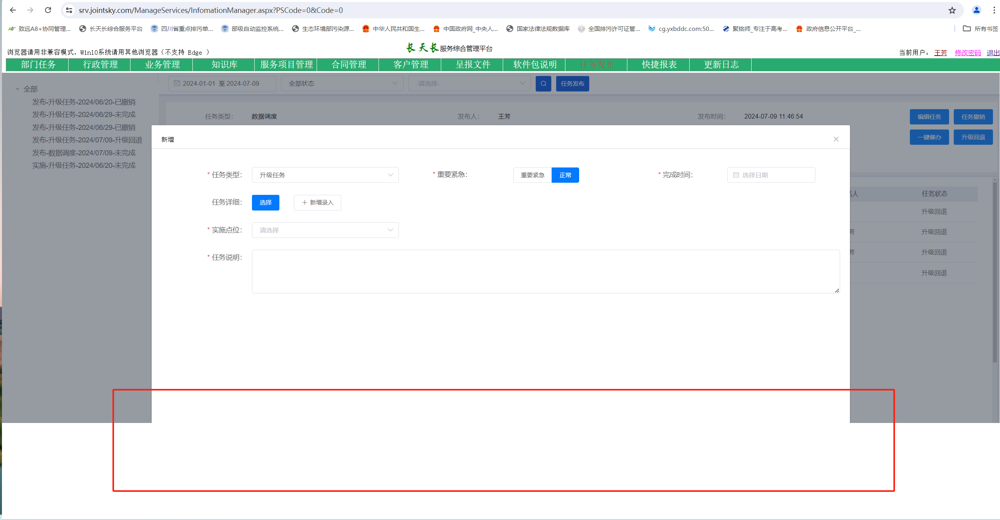 srv.jointsky.com/ManageServices/InfomationManager.aspx?PSCode=0&Code=0
致远A8+协同管理... 长天长综合服务平台 四川省重点排污单... 部级自动监控系统... 生态环境部污染源... 中华人民共和国生... 中国政府网_中央人... 国家法律法规数据库 全国排污许可证管... cg.yxbddc.com:50... 聚铭师_专注于高考... 政府信息公开平台_... 所有书签
长天长服务综合管理平台
浏览器请用非兼容模式，Win10系统请用其他浏览器（不支持 Edge ）
当前用户： 王芳 修改密码 退出
部门任务 行政管理 业务管理 知识库 服务项目管理 合同管理 客户管理 呈报文件 软件包说明 任务发布 快捷报表 更新日志
2024-01-01 至 2024-07-09 全部状态 -请选择- 任务发布
全部
发布-升级任务-2024/06/20-已撤销
发布-升级任务-2024/06/29-未完成
发布-升级任务-2024/06/29-已撤销
发布-升级任务-2024/07/09-升级回退
发布-数据调度-2024/07/09-未完成
实施-升级任务-2024/06/20-未完成
任务类型： 数据调度 发布人： 王芳 发布时间： 2024-07-09 11:46:54
编辑任务 任务撤销
一键催办 升级回退
新增
* 任务类型： 升级任务 * 重要紧急： 重要紧急 正常 * 完成时间： 选择日期
任务详细： 选择 + 新增录入
* 实施点位： 请选择
* 任务说明：
人 任务状态
升级回退
芳 升级回退
芳 升级回退
升级回退